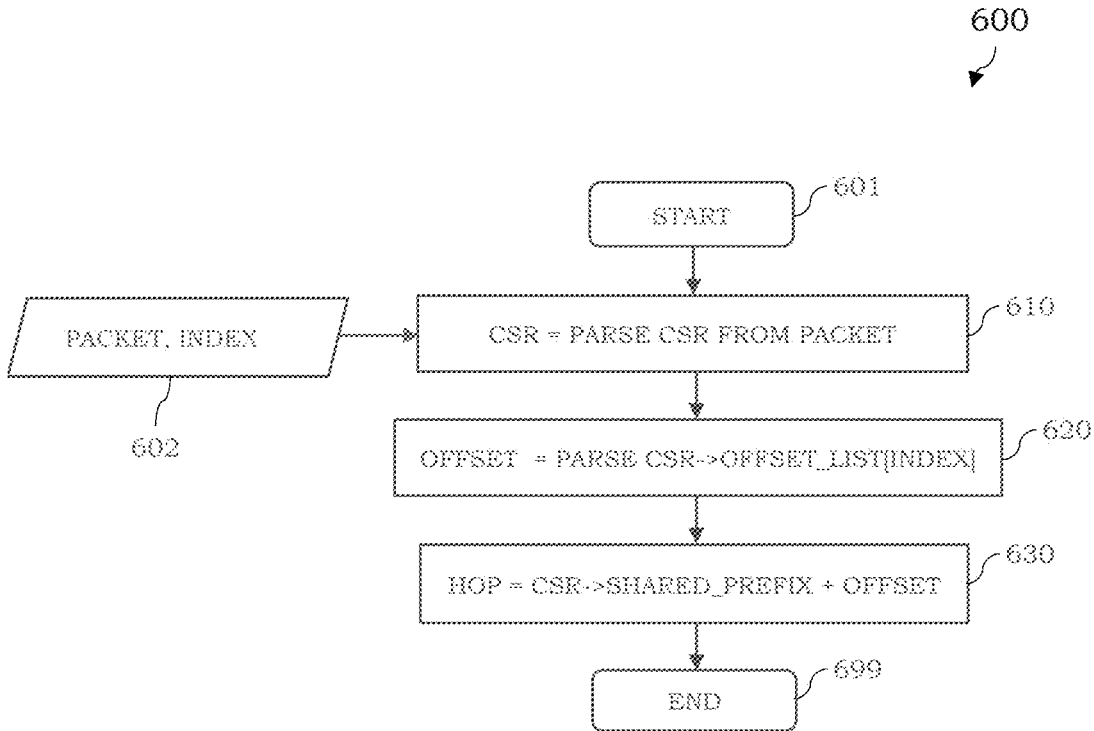 600
START
601
PACKET, INDEX
602
CSR = PARSE CSR FROM PACKET
610
OFFSET = PARSE CSR->OFFSET_LIST[INDEX]
620
HOP = CSR->SHARED_PREFIX + OFFSET
630
END
699